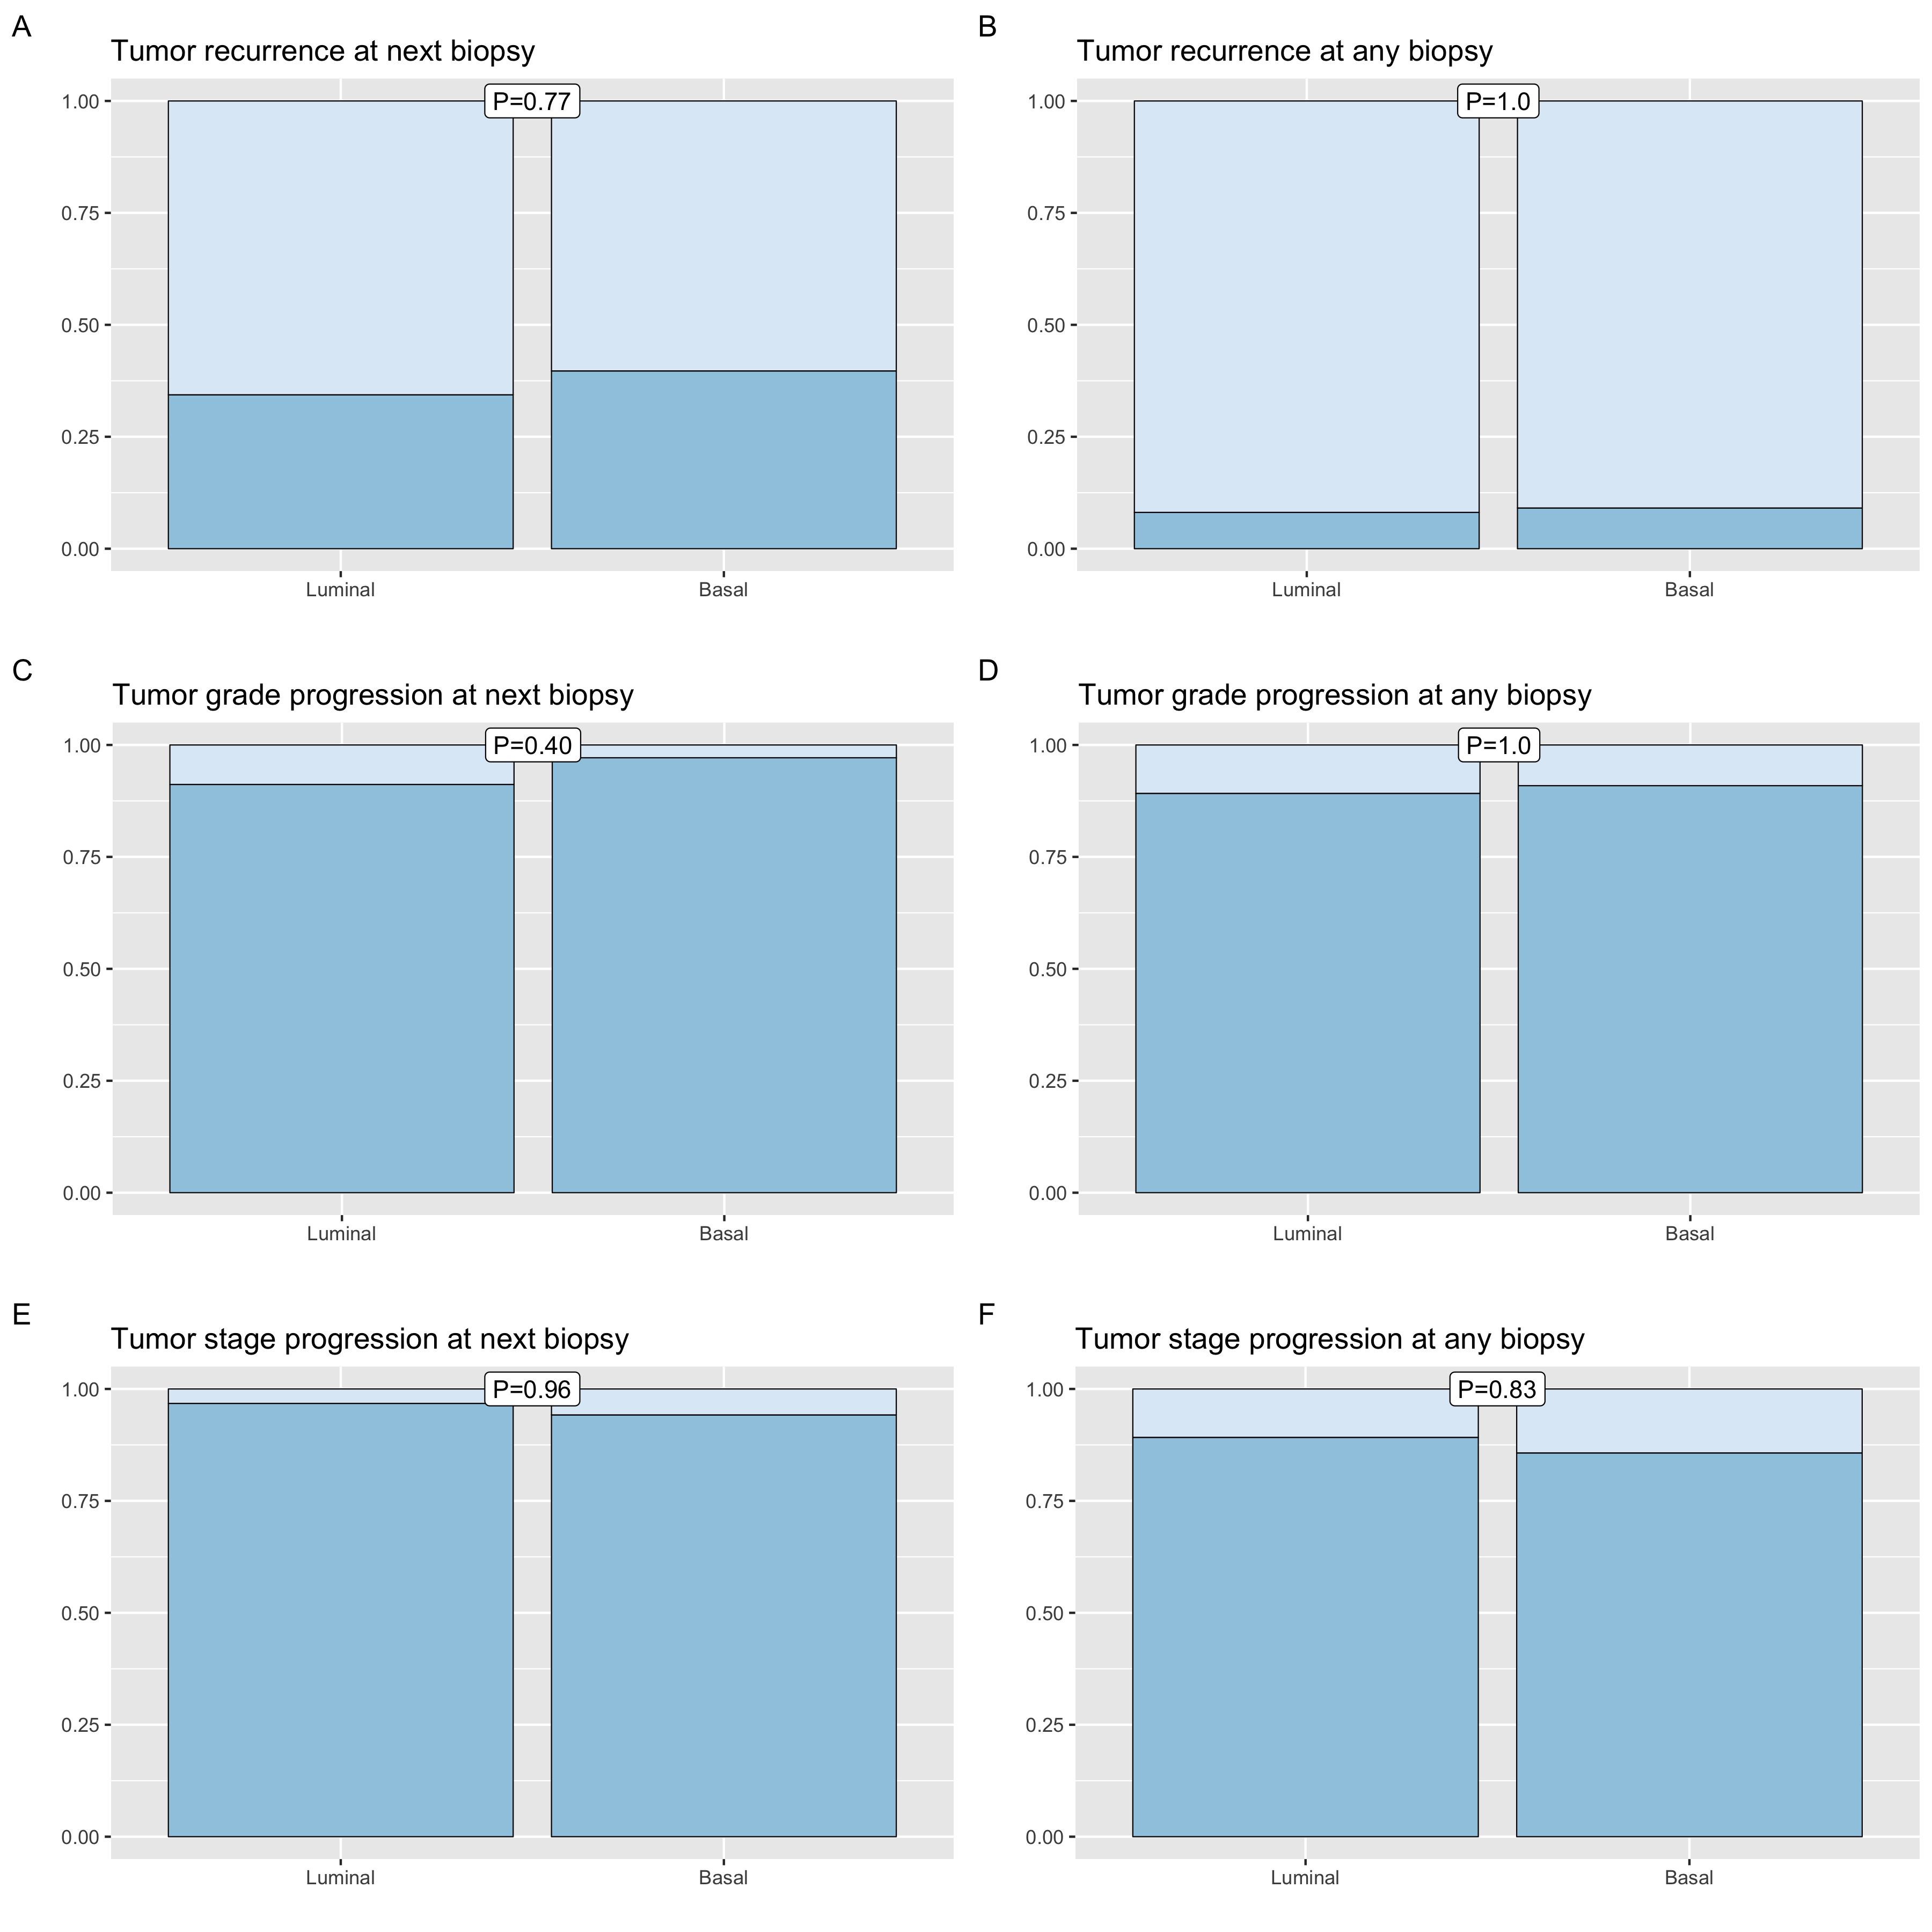 A
Tumor recurrence at next biopsy
P=0.77
1.00
0.75
0.50
0.25
0.00
Luminal Basal
B
Tumor recurrence at any biopsy
P=1.0
1.00
0.75
0.50
0.25
0.00
Luminal Basal
C
Tumor grade progression at next biopsy
P=0.40
1.00
0.75
0.50
0.25
0.00
Luminal Basal
D
Tumor grade progression at any biopsy
P=1.0
1.00
0.75
0.50
0.25
0.00
Luminal Basal
E
Tumor stage progression at next biopsy
P=0.96
1.00
0.75
0.50
0.25
0.00
Luminal Basal
F
Tumor stage progression at any biopsy
P=0.83
1.00
0.75
0.50
0.25
0.00
Luminal Basal